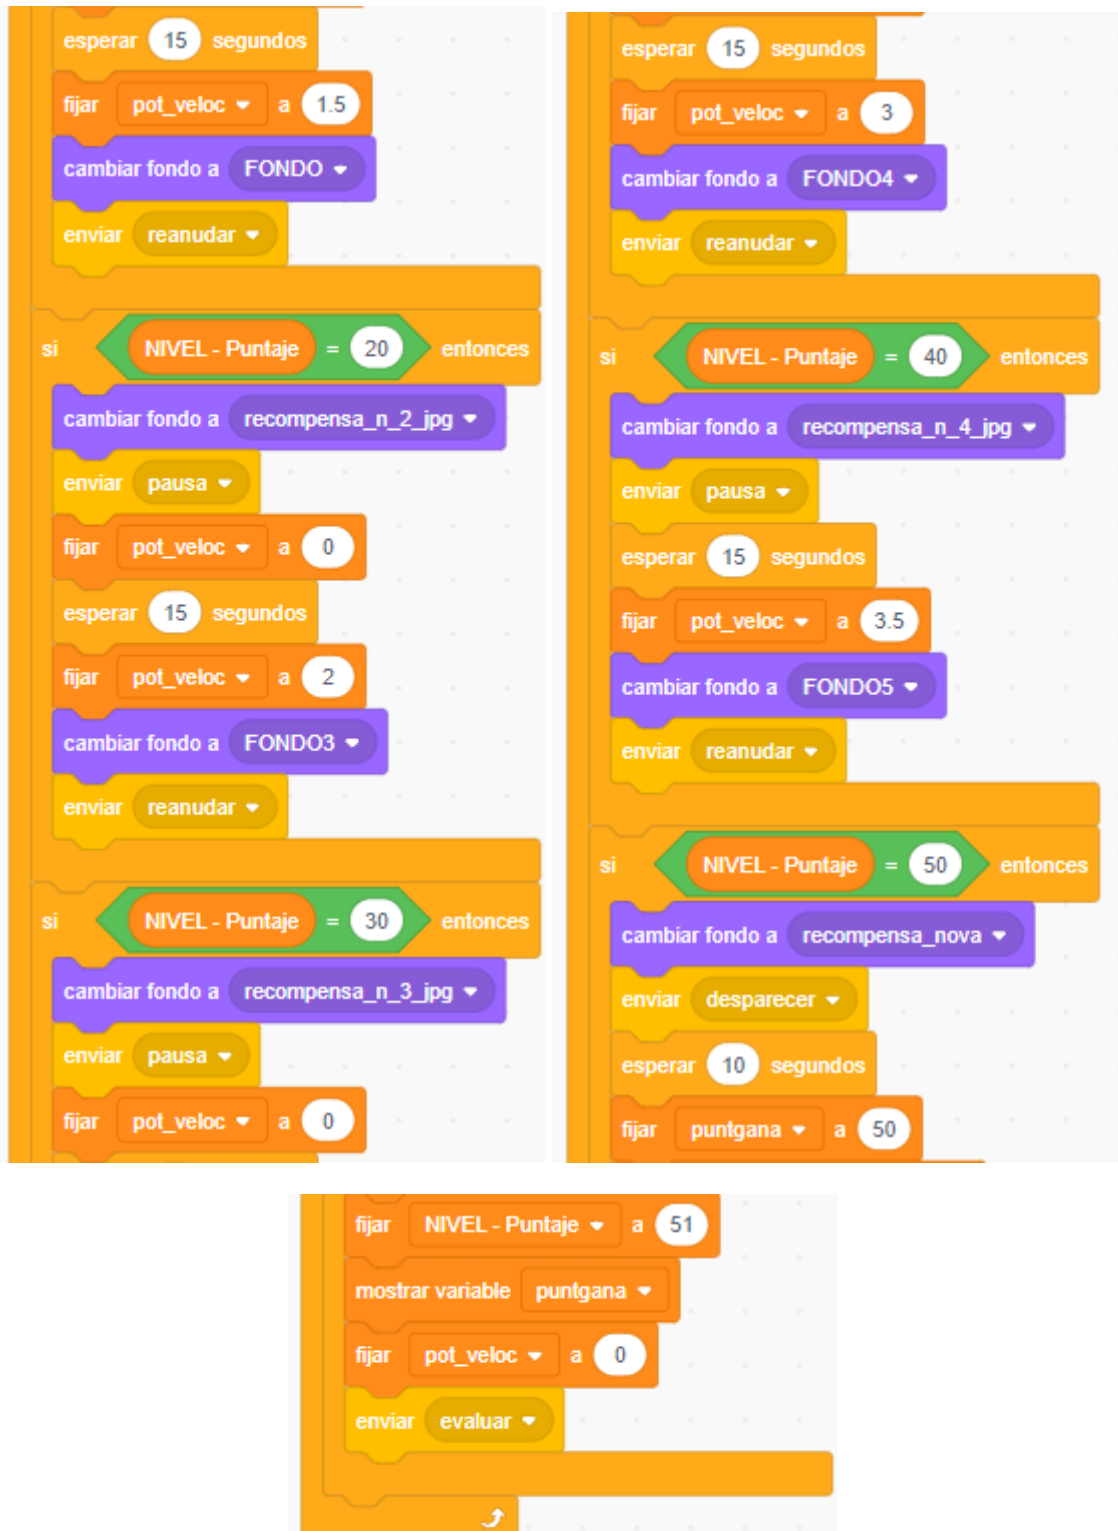 esperar 15 segundos
fijar pot_veloc a 1.5
cambiar fondo a FONDO
enviar reanudar
si NIVEL - Puntaje = 20 entonces
cambiar fondo a recompensa_n_2_jpg
enviar pausa
fijar pot_veloc a 0
esperar 15 segundos
fijar pot_veloc a 2
cambiar fondo a FONDO3
enviar reanudar
si NIVEL - Puntaje = 30 entonces
cambiar fondo a recompensa_n_3_jpg
enviar pausa
fijar pot_veloc a 0
esperar 15 segundos
fijar pot_veloc a 3
cambiar fondo a FONDO4
enviar reanudar
si NIVEL - Puntaje = 40 entonces
cambiar fondo a recompensa_n_4_jpg
enviar pausa
esperar 15 segundos
fijar pot_veloc a 3.5
cambiar fondo a FONDO5
enviar reanudar
si NIVEL - Puntaje = 50 entonces
cambiar fondo a recompensa_nova
enviar desparecer
esperar 10 segundos
fijar puntgana a 50
fijar NIVEL - Puntaje a 51
mostrar variable puntgana
fijar pot_veloc a 0
enviar evaluar